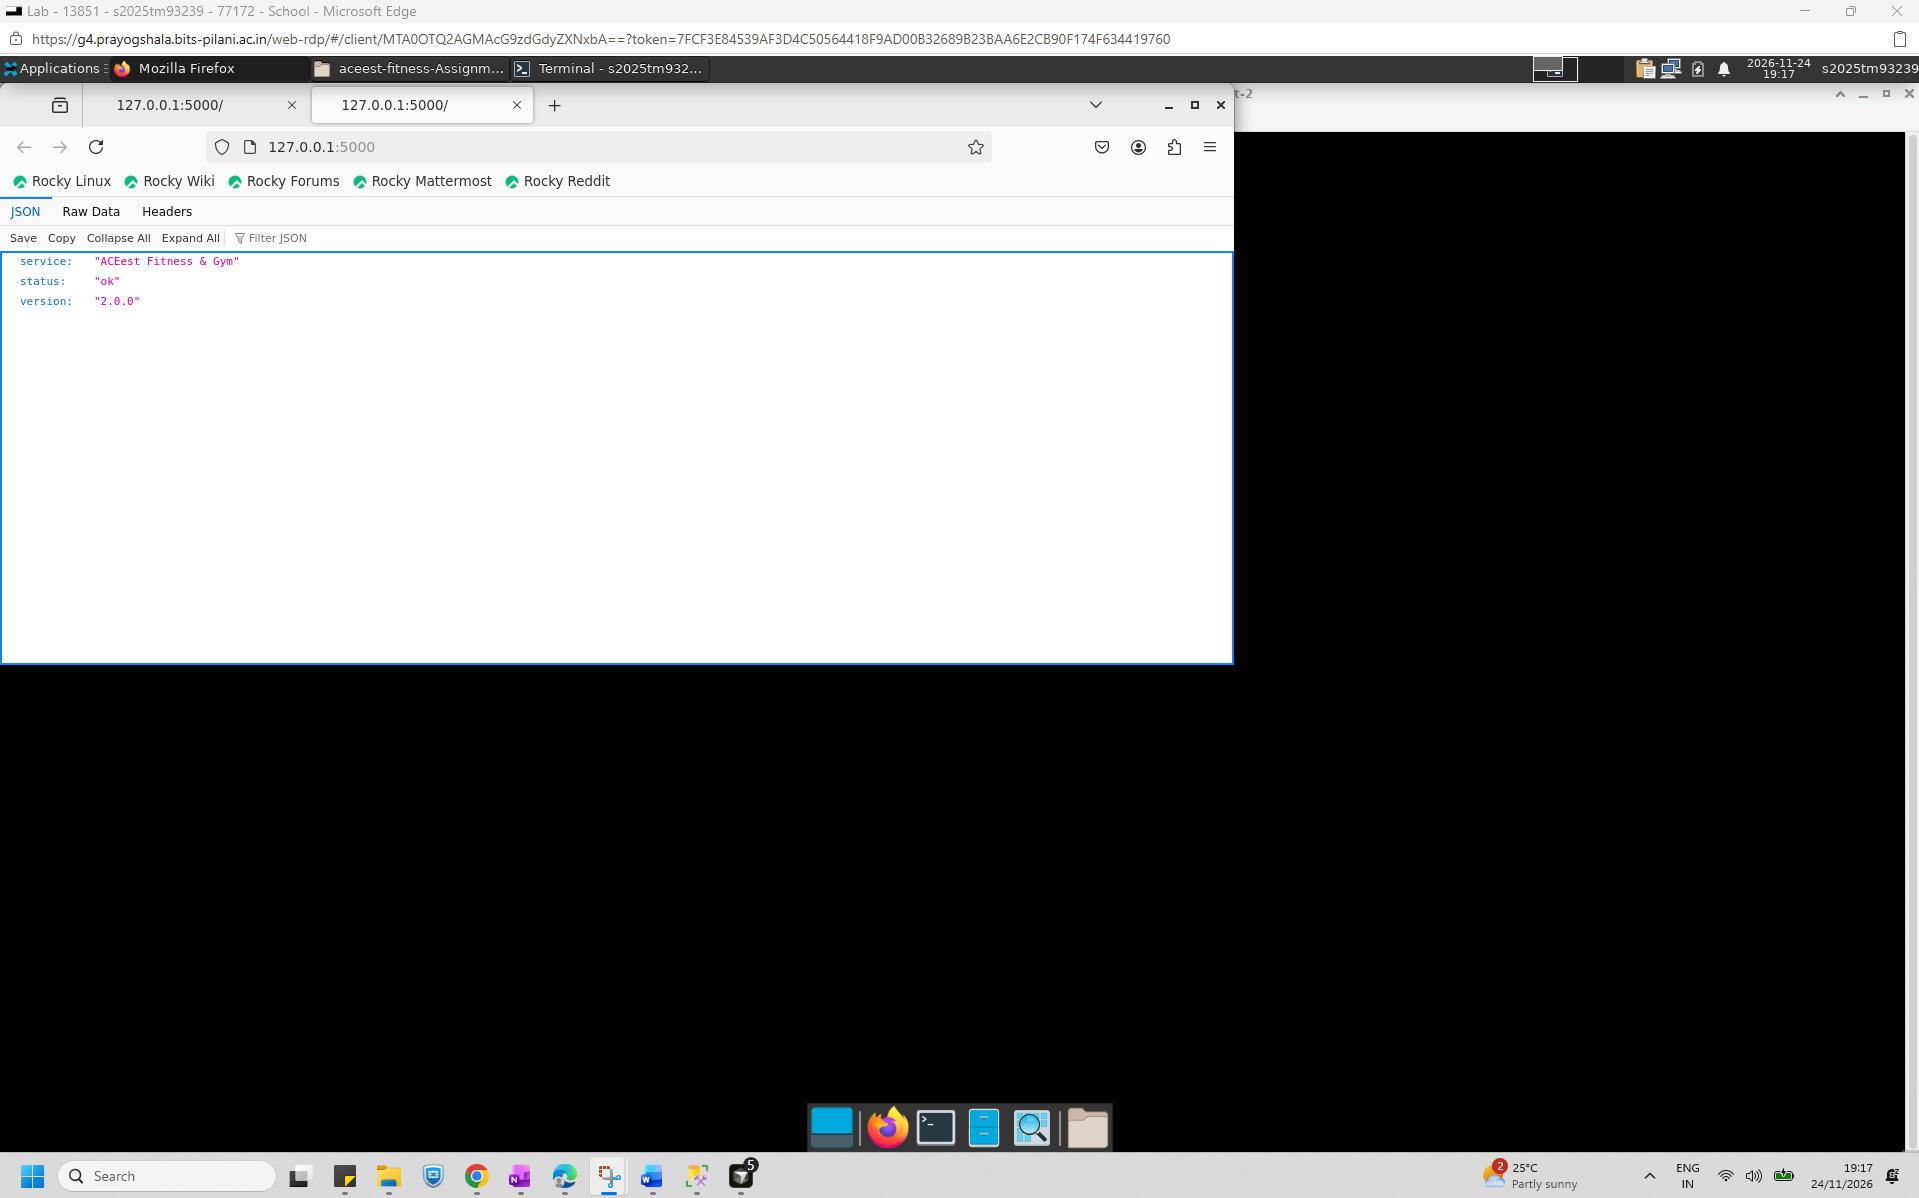 Lab - 13851 - s2025tm93239 - 77172 - School - Microsoft Edge
https://g4.prayogshala.bits-pilani.ac.in/web-rdp/#/client/MTA0OTQ2AGMAcG9zdGdyZXNxbA==?token=7FCF3E84539AF3D4C50564418F9AD00B32689B23BAA6E2CB90F174F634419760
Applications
Mozilla Firefox
aceest-fitness-Assignm...
Terminal - s2025tm932...
2026-11-24
19:17
s2025tm93239
127.0.0.1:5000/
127.0.0.1:5000/
t-2
127.0.0.1:5000
Rocky Linux
Rocky Wiki
Rocky Forums
Rocky Mattermost
Rocky Reddit
JSON
Raw Data
Headers
Save
Copy
Collapse All
Expand All
Filter JSON
service: "ACEest Fitness & Gym"
status: "ok"
version: "2.0.0"
Search
5
2
25°C
Partly sunny
ENG
IN
19:17
24/11/2026